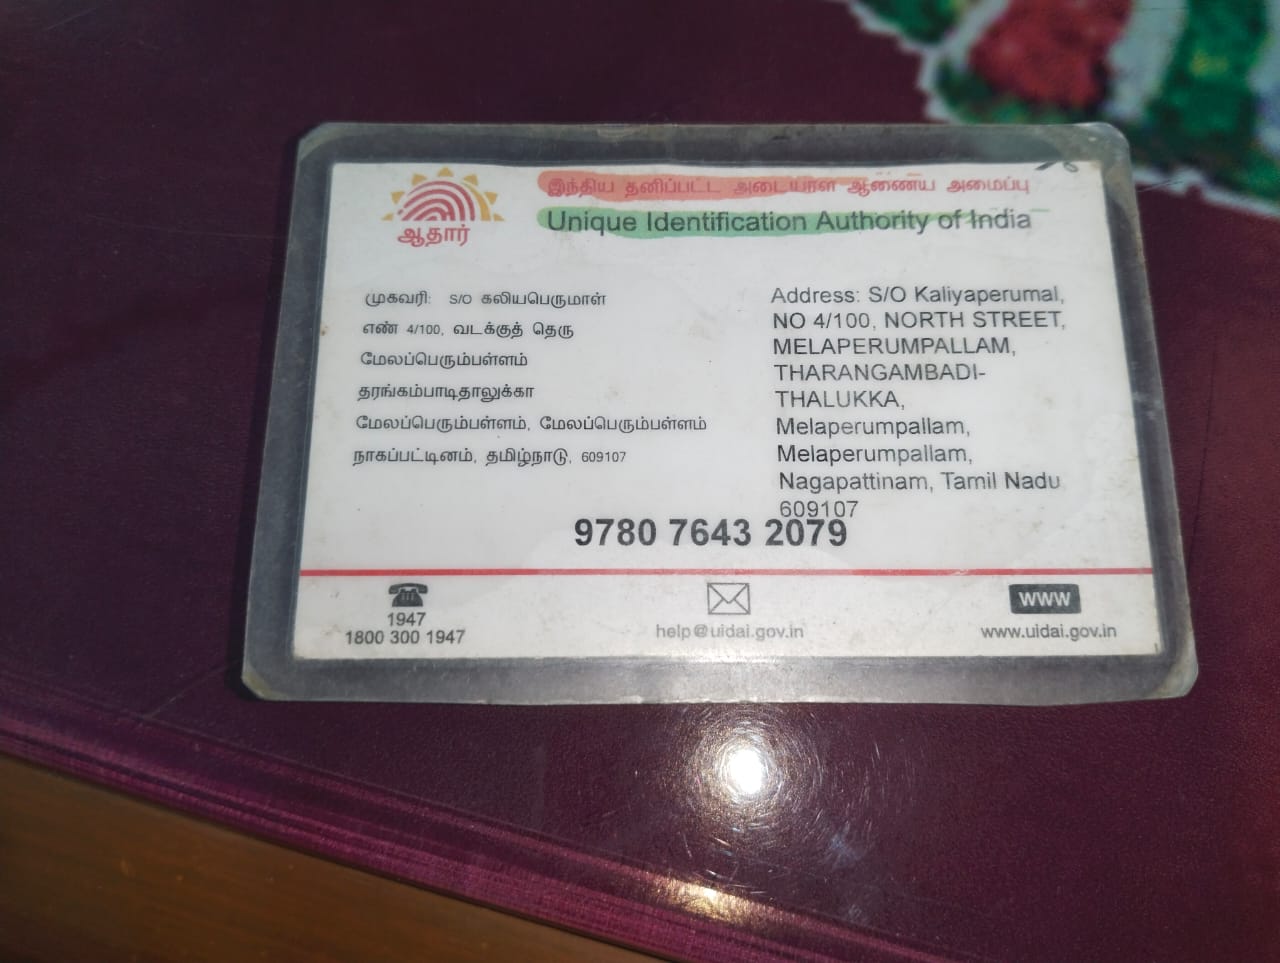 ஆதார்
இந்திய தனிப்பட்ட அடையாள ஆணைய அமைப்பு
Unique Identification Authority of India
முகவரி: S/O கலியபெருமாள்
எண் 4/100, வடக்குத் தெரு
மேலப்பெரும்பள்ளம்
தரங்கம்பாடிதாலுக்கா
மேலப்பெரும்பள்ளம், மேலப்பெரும்பள்ளம்
நாகப்பட்டினம், தமிழ்நாடு, 609107
Address: S/O Kaliyaperumal,
NO 4/100, NORTH STREET,
MELAPERUMPALLAM,
THARANGAMBADI-
THALUKKA,
Melaperumpallam,
Melaperumpallam,
Nagapattinam, Tamil Nadu
609107
9780 7643 2079
1947
1800 300 1947
help@uidai.gov.in
WWW
www.uidai.gov.in